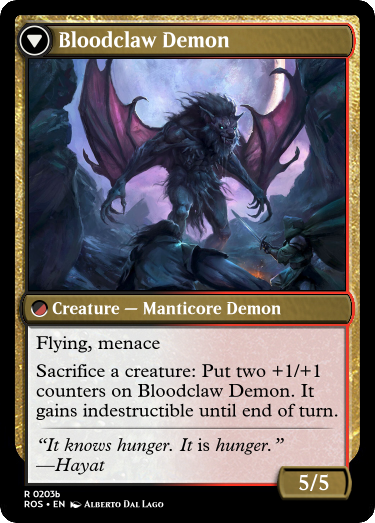 Bloodclaw Demon
Creature — Manticore Demon
Flying, menace
Sacrifice a creature: Put two +1/+1
counters on Bloodclaw Demon. It
gains indestructible until end of turn.
“It knows hunger. It is hunger.”
—Hayat
5/5
R 0203b
ROS • EN Alberto Dal Lago